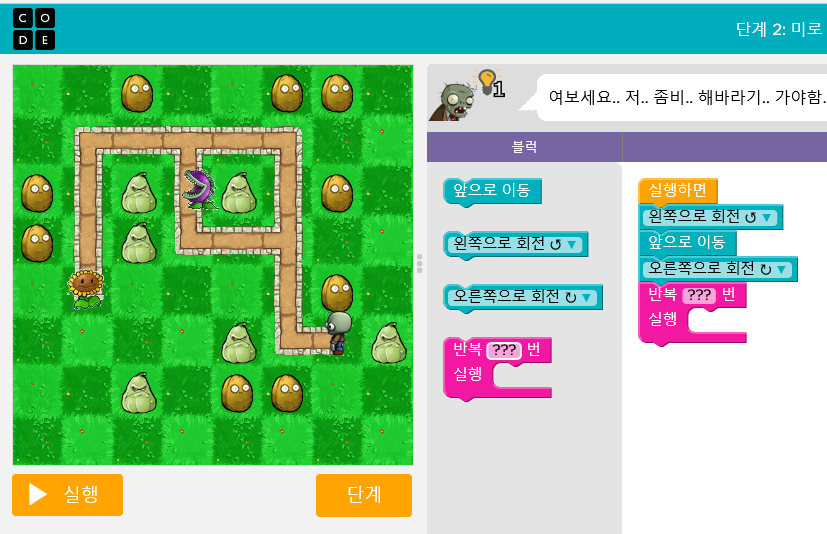 C O
D E
단계 2: 미로
1
여보세요.. 저.. 좀비.. 해바라기.. 가야함.
블럭
앞으로 이동
왼쪽으로 회전 ↺ ▼
오른쪽으로 회전 ↻ ▼
반복 ??? 번
실행
실행하면
왼쪽으로 회전 ↺ ▼
앞으로 이동
오른쪽으로 회전 ↻ ▼
반복 ??? 번
실행
실행
단계